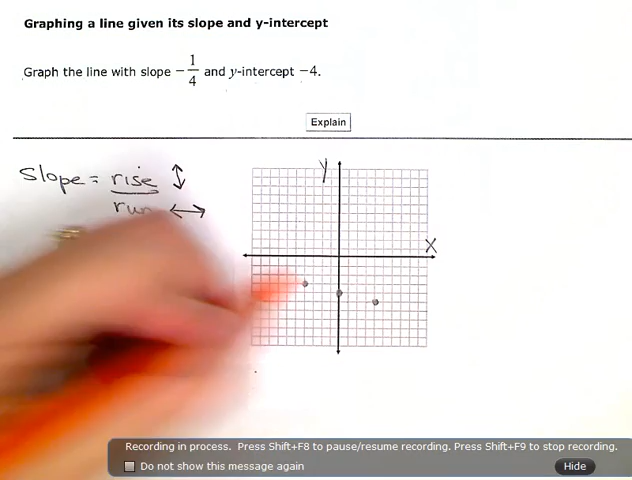 Graphing a line given its slope and y-intercept
Graph the line with slope −1/4 and y-intercept −4.
Explain
slope = rise
run
y
x
Recording in process. Press Shift+F8 to pause/resume recording. Press Shift+F9 to stop recording.
Do not show this message again
Hide